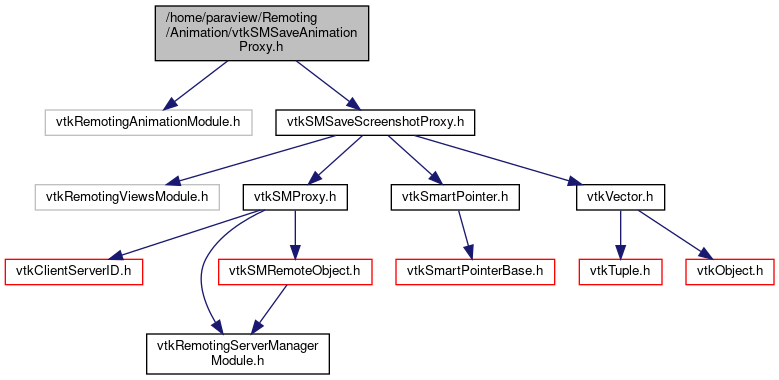 /home/paraview/Remoting
/Animation/vtkSMSaveAnimation
Proxy.h
vtkRemotingAnimationModule.h
vtkSMSaveScreenshotProxy.h
vtkRemotingViewsModule.h
vtkSMProxy.h
vtkSmartPointer.h
vtkVector.h
vtkClientServerID.h
vtkSMRemoteObject.h
vtkSmartPointerBase.h
vtkTuple.h
vtkObject.h
vtkRemotingServerManager
Module.h